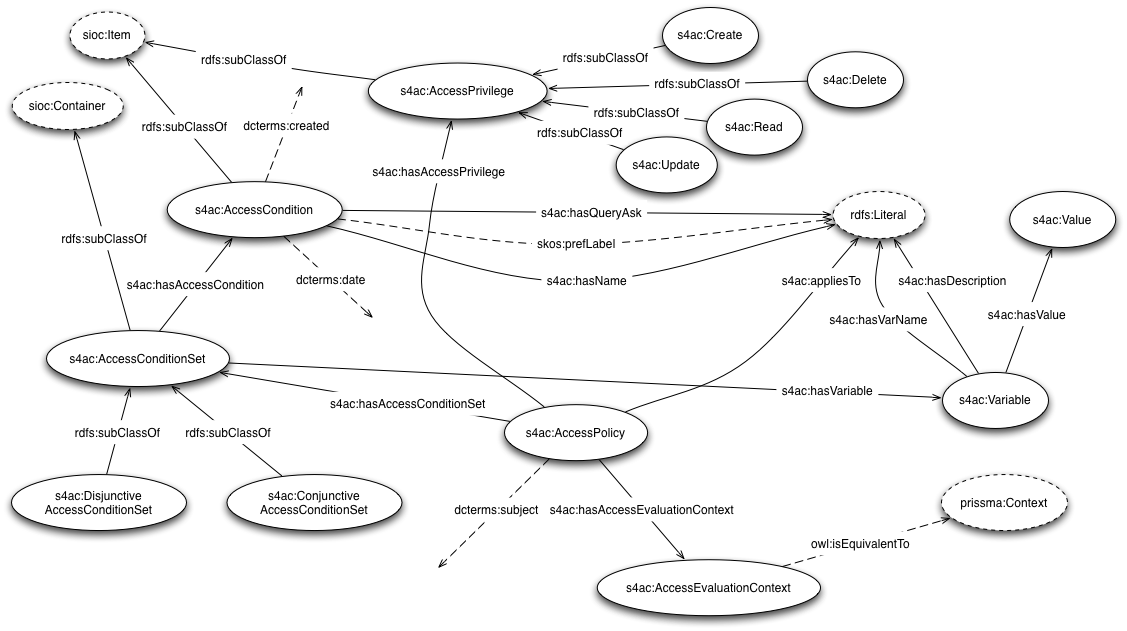 sioc:Item
s4ac:Create
rdfs:subClassOf
rdfs:subClassOf
s4ac:AccessPrivilege
rdfs:subClassOf
s4ac:Delete
sioc:Container
rdfs:subClassOf
s4ac:Read
rdfs:subClassOf
dcterms:created
rdfs:subClassOf
s4ac:Update
s4ac:hasAccessPrivilege
s4ac:AccessCondition
s4ac:hasQueryAsk
rdfs:Literal
s4ac:Value
rdfs:subClassOf
skos:prefLabel
dcterms:date
s4ac:hasName
s4ac:appliesTo
s4ac:hasDescription
s4ac:hasAccessCondition
s4ac:hasVarName
s4ac:hasValue
s4ac:AccessConditionSet
s4ac:hasVariable
s4ac:Variable
s4ac:hasAccessConditionSet
rdfs:subClassOf
rdfs:subClassOf
s4ac:AccessPolicy
s4ac:Disjunctive
AccessConditionSet
s4ac:Conjunctive
AccessConditionSet
dcterms:subject
s4ac:hasAccessEvaluationContext
prissma:Context
owl:isEquivalentTo
s4ac:AccessEvaluationContext